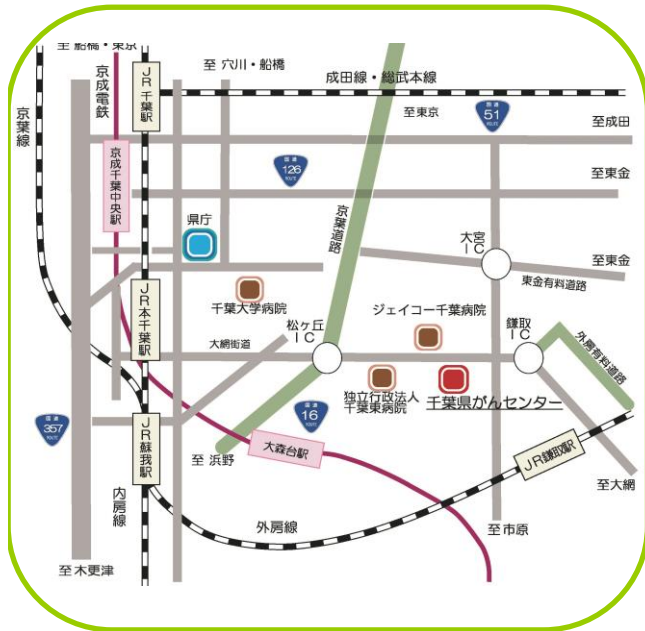 至 船橋・東京
至 穴川・船橋
京成電鉄
JR千葉駅
成田線・総武本線
京葉線
至東京
国道
51
ROUTE
至成田
京成千葉中央駅
国道
126
ROUTE
至東金
県庁
京葉道路
大宮
IC
至東金
東金有料道路
千葉大学病院
JR本千葉駅
ジェイコー千葉病院
松ヶ丘
IC
鎌取
IC
大網街道
外房有料道路
独立行政法人
千葉東病院
千葉県がんセンター
国道
16
ROUTE
国道
357
ROUTE
JR蘇我駅
大森台駅
至 浜野
JR鎌取駅
至大網
内房線
外房線
至市原
至木更津